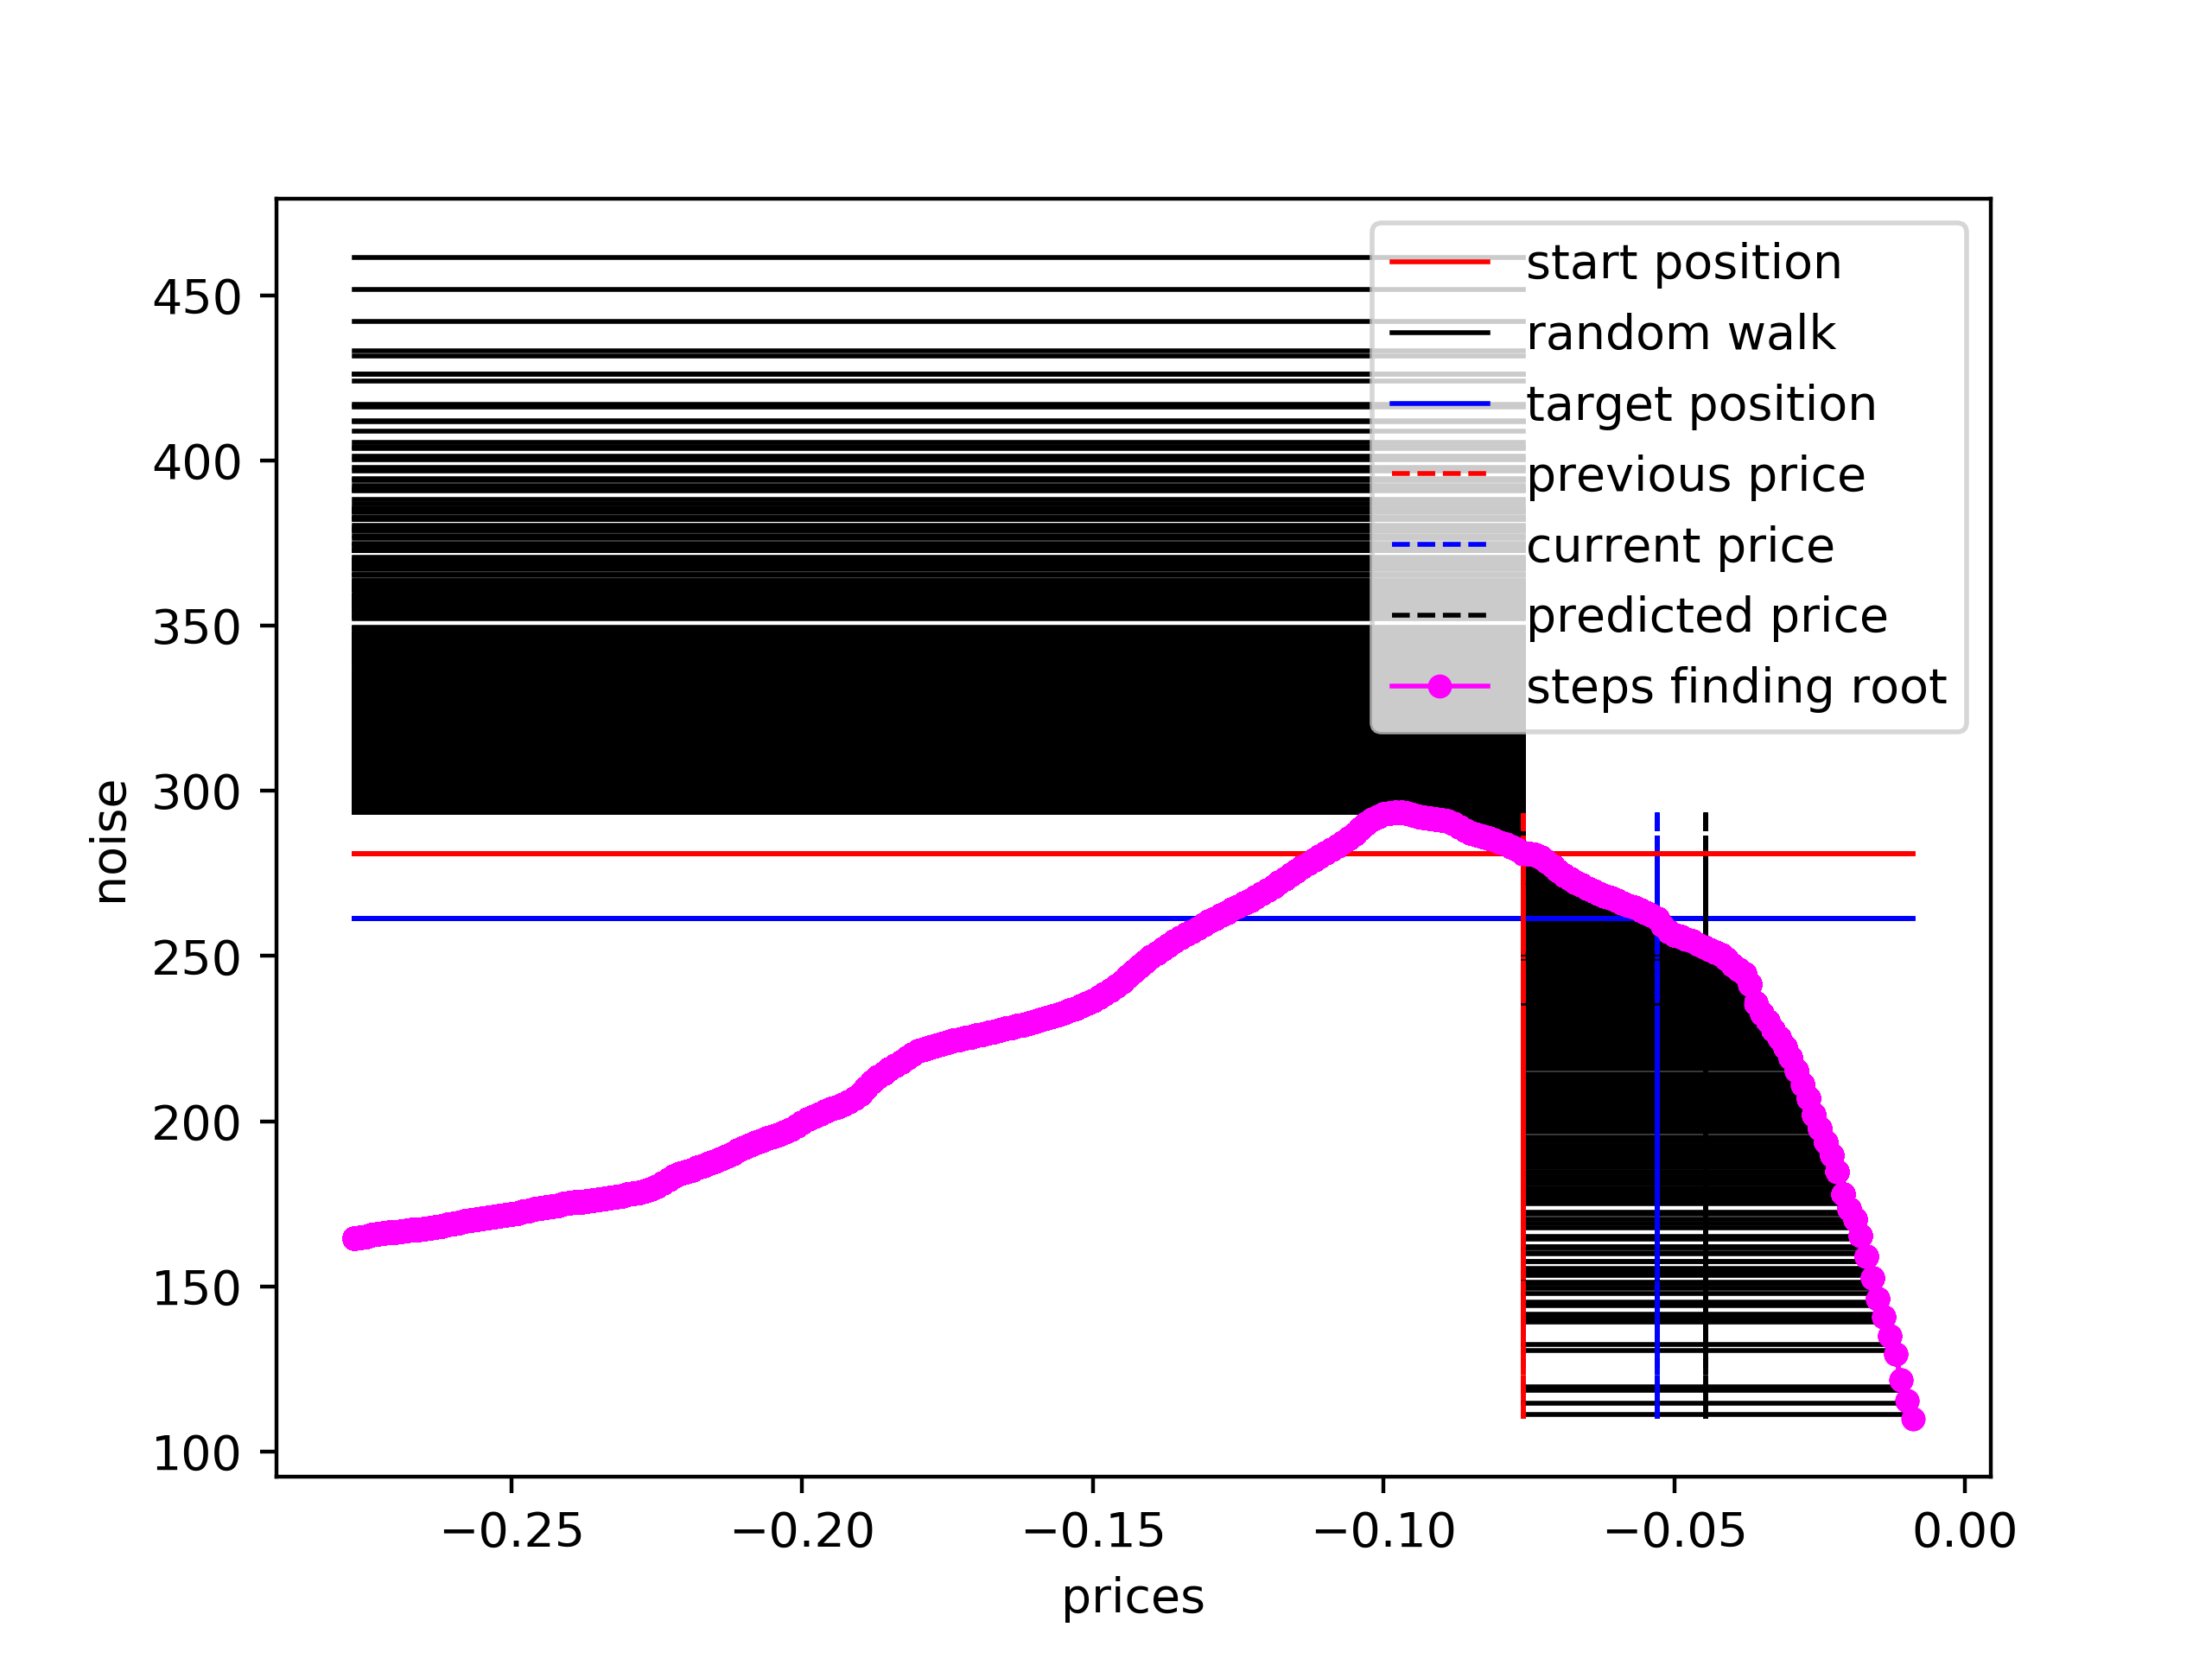 start position
random walk
target position
previous price
current price
predicted price
steps finding root
450
400
350
300
250
200
150
100
noise
−0.25 −0.20 −0.15 −0.10 −0.05 0.00
prices